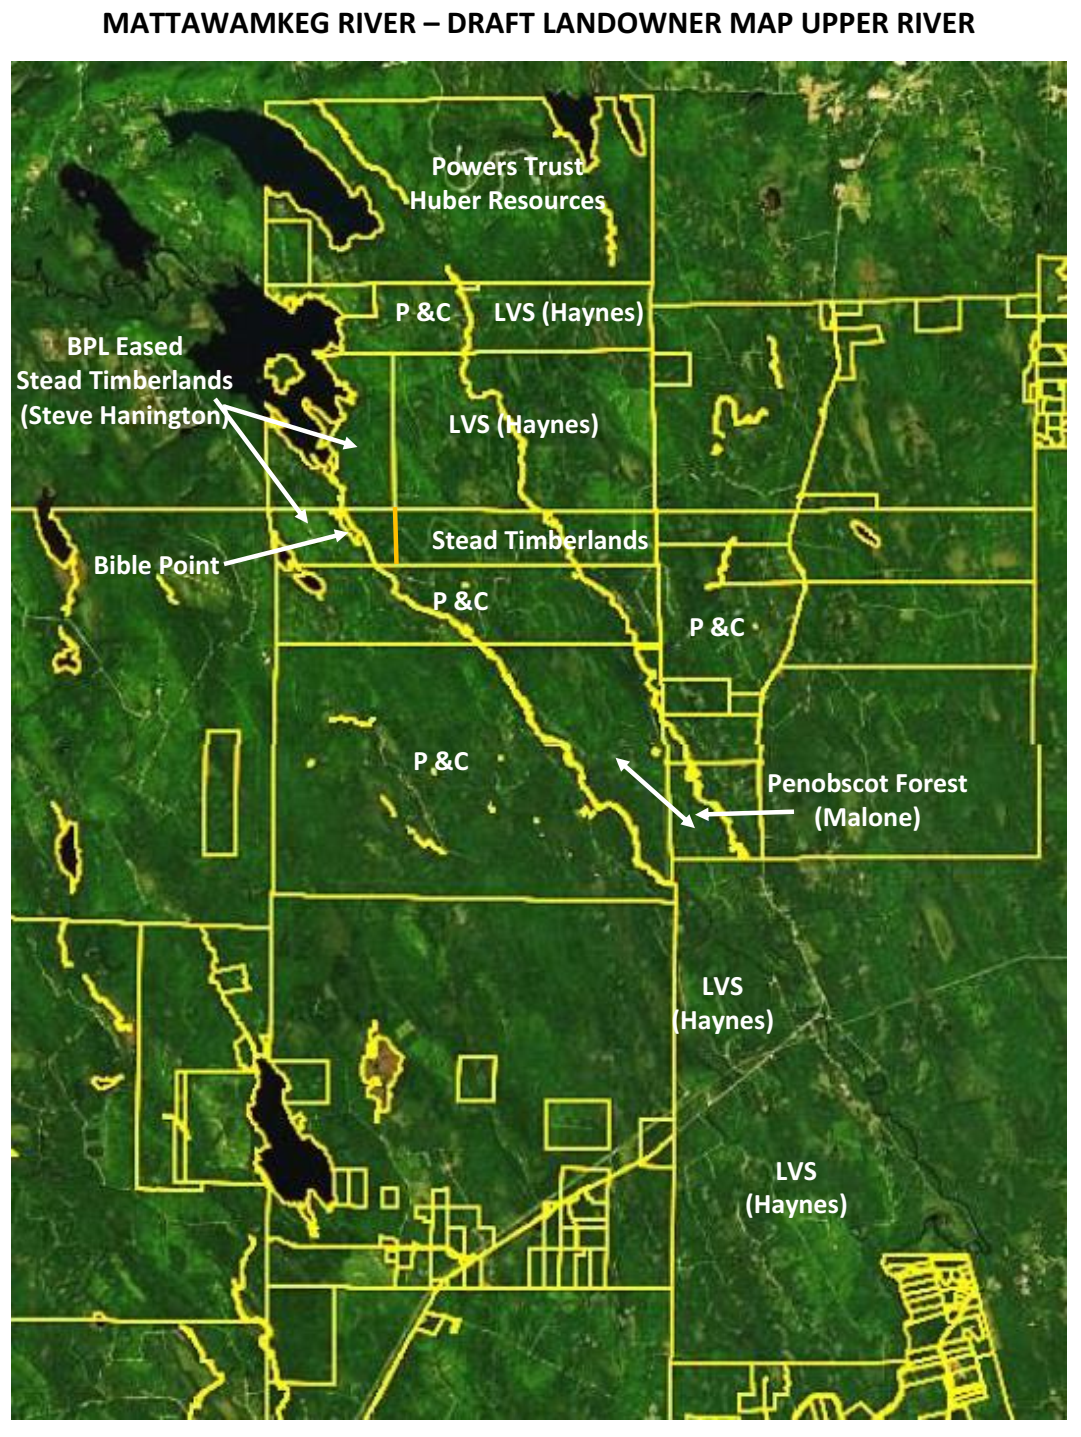 MATTAWAMKEG RIVER – DRAFT LANDOWNER MAP UPPER RIVER
Powers Trust
Huber Resources
P &C
LVS (Haynes)
BPL Eased
Stead Timberlands
(Steve Hanington)
LVS (Haynes)
Stead Timberlands
Bible Point
P &C
P &C
P &C
Penobscot Forest
(Malone)
LVS
(Haynes)
LVS
(Haynes)